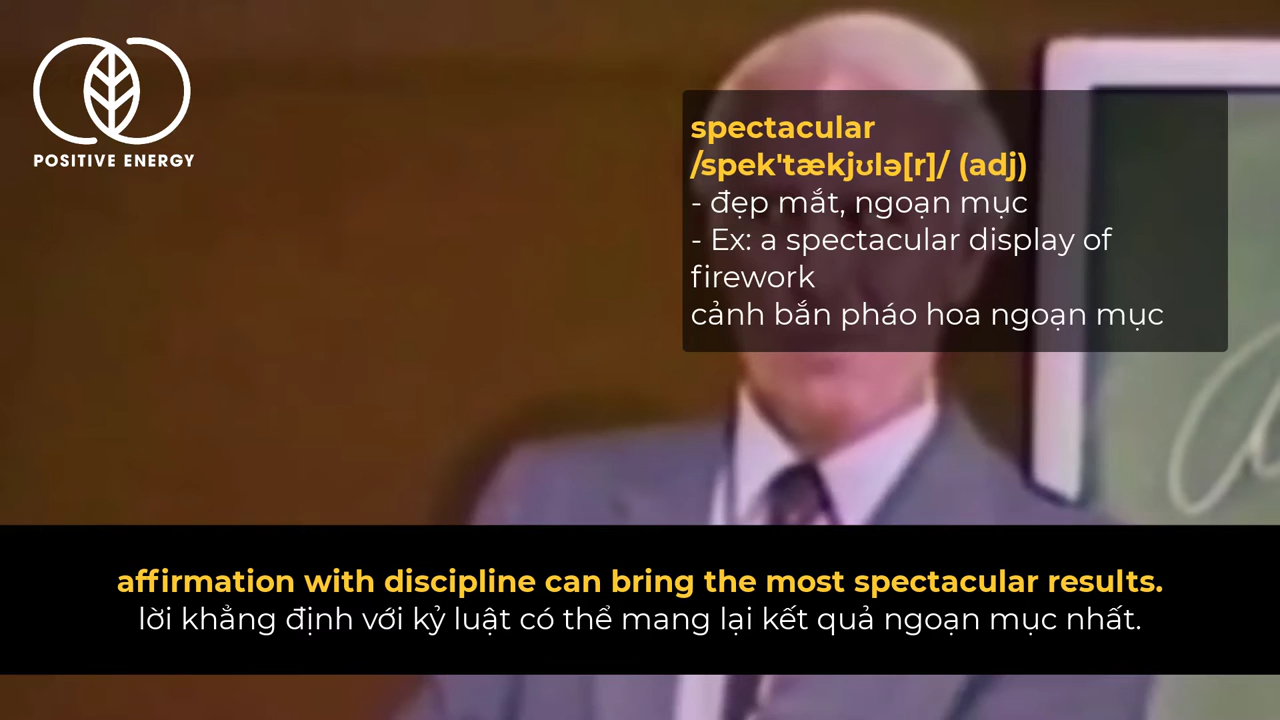 POSITIVE ENERGY
spectacular
/spek'tækjʊlə[r]/ (adj)
- đẹp mắt, ngoạn mục
- Ex: a spectacular display of
firework
cảnh bắn pháo hoa ngoạn mục
affirmation with discipline can bring the most spectacular results.
lời khẳng định với kỷ luật có thể mang lại kết quả ngoạn mục nhất.